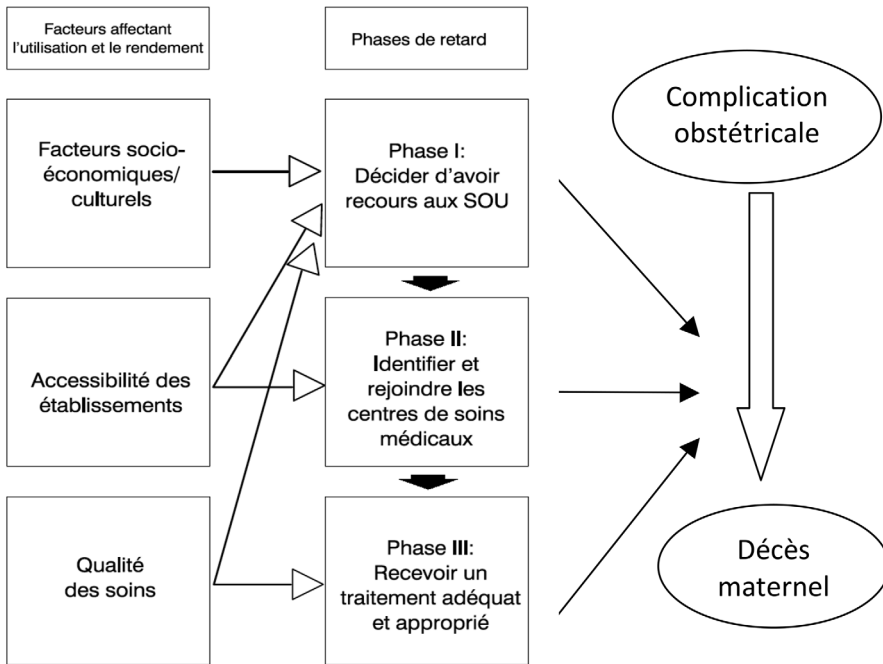 Facteurs affectant
l'utilisation et le rendement
Phases de retard
Facteurs socio-
économiques/
culturels
Phase I:
Décider d'avoir
recours aux SOU
Complication
obstétricale
Accessibilité des
établissements
Phase II:
Identifier et
rejoindre les
centres de soins
médicaux
Qualité
des soins
Phase III:
Recevoir un
traitement adéquat
et approprié
Décès
maternel